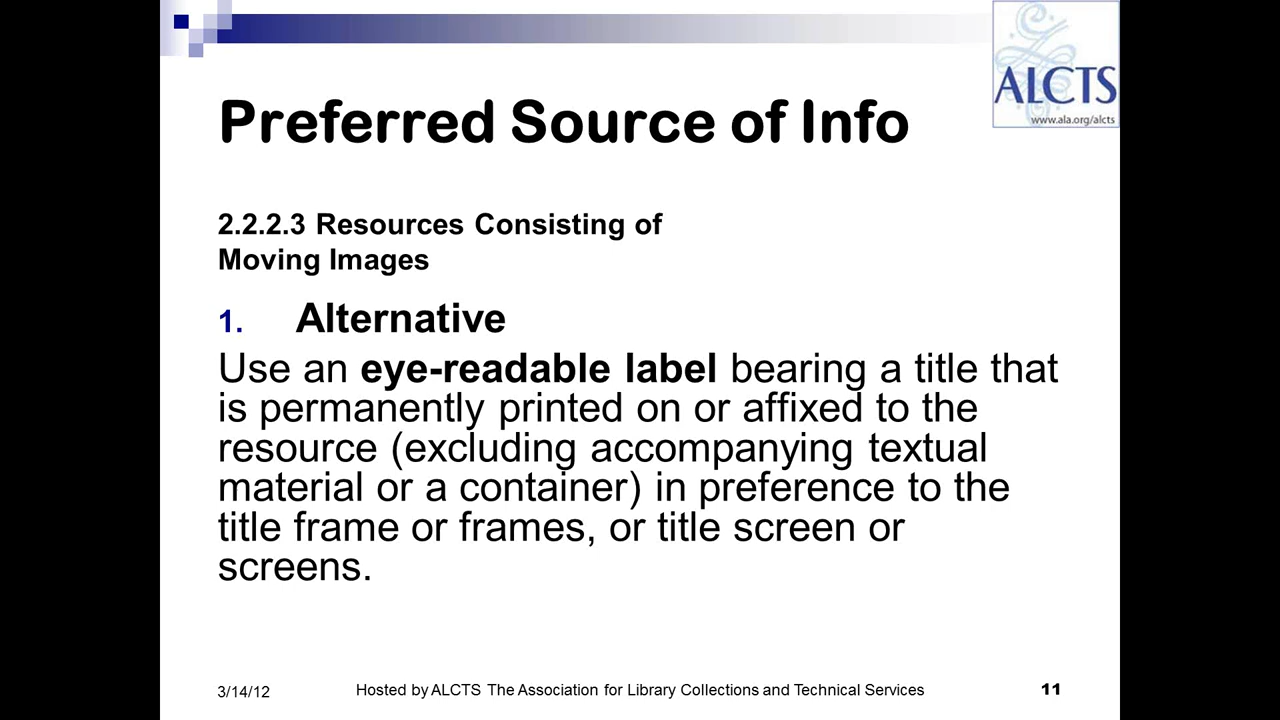 ALCTS
www.ala.org/alcts
Preferred Source of Info
2.2.2.3 Resources Consisting of
Moving Images
1. Alternative
Use an eye-readable label bearing a title that
is permanently printed on or affixed to the
resource (excluding accompanying textual
material or a container) in preference to the
title frame or frames, or title screen or
screens.
3/14/12 Hosted by ALCTS The Association for Library Collections and Technical Services 11